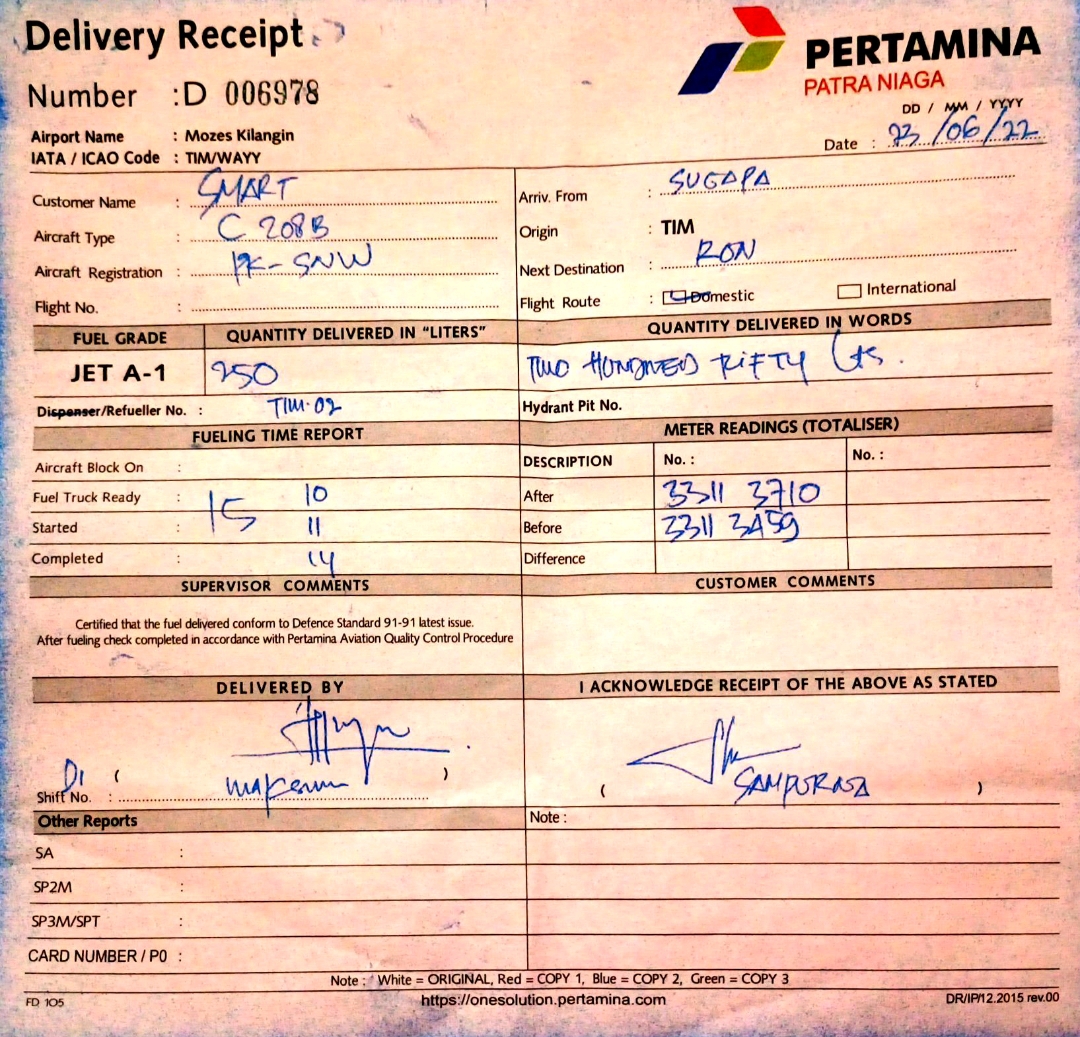 Delivery Receipt
PERTAMINA
PATRA NIAGA
Number : D 006978
DD / MM / YYYY
Date : 23/06/22
Airport Name : Mozes Kilangin
IATA / ICAO Code : TIM/WAYY
Customer Name : SMART
Arriv. From : SUGAPA
Aircraft Type : C 208B
Origin : TIM
Aircraft Registration : PK-SNW
Next Destination : RON
Flight No. :
Flight Route : Domestic International
FUEL GRADE QUANTITY DELIVERED IN "LITERS" QUANTITY DELIVERED IN WORDS
JET A-1 250 TWO HUNDRED FIFTY Lts.
Dispenser/Refueller No. : TIM-02 Hydrant Pit No.
FUELING TIME REPORT METER READINGS (TOTALISER)
Aircraft Block On : DESCRIPTION No. : No. :
Fuel Truck Ready : 15 10 After 3311 3710
Started : 11 Before 3311 3459
Completed : 14 Difference
SUPERVISOR COMMENTS CUSTOMER COMMENTS
Certified that the fuel delivered conform to Defence Standard 91-91 latest issue.
After fueling check completed in accordance with Pertamina Aviation Quality Control Procedure
DELIVERED BY I ACKNOWLEDGE RECEIPT OF THE ABOVE AS STATED
( ) ( SAMPURNA )
Shift No. :
Other Reports Note :
SA :
SP2M :
SP3M/SPT :
CARD NUMBER / PO :
Note : White = ORIGINAL, Red = COPY 1, Blue = COPY 2, Green = COPY 3
FD 105 https://onesolution.pertamina.com DR/IP/12.2015 rev.00